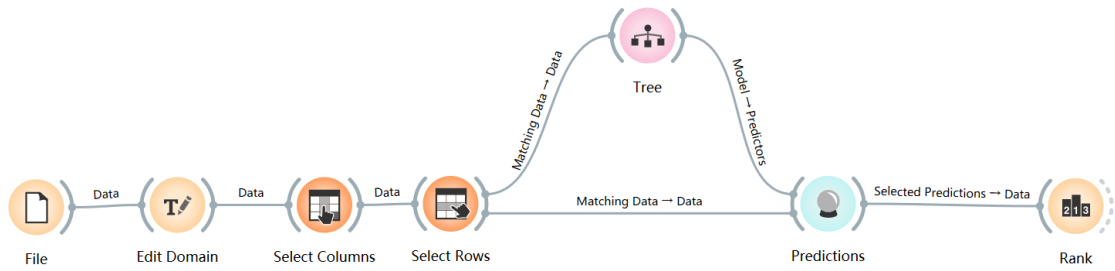 Matching Data → Data
Tree
Model → Predictors
Data
Data
Data
Matching Data → Data
Selected Predictions → Data
T
213
File
Edit Domain
Select Columns
Select Rows
Predictions
Rank